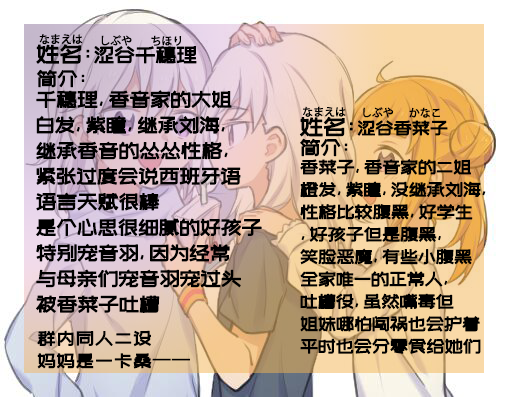 なまえは しぶや ちほり
姓名:澀谷千穗理
简介:
千穗理,香音家的大姐
白发,紫瞳,继承刘海,
继承香音的怂怂性格,
紧张过度会说西班牙语
语言天赋很棒
是个心思很细腻的好孩子
特别宠音羽,因为经常
与母亲们宠音羽宠过头
被香菜子吐槽
群内同人二设
妈妈是一卡桑一一
なまえは しぶや かなこ
姓名:澀谷香菜子
简介:
香菜子,香音家的二姐
橙发,紫瞳,没继承刘海,
性格比较腹黑,好学生
,好孩子但是腹黑,
笑脸恶魔,有些小腹黑
全家唯一的正常人,
吐槽役,虽然嘴毒但
姐妹哪怕闯祸也会护着
平时也会分零食给她们